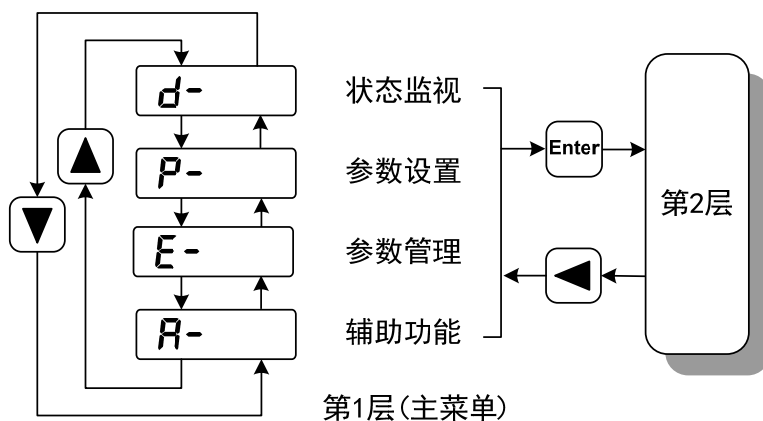 d- 状态监视
P- 参数设置
Enter
第2层
E- 参数管理
A- 辅助功能
第1层(主菜单)